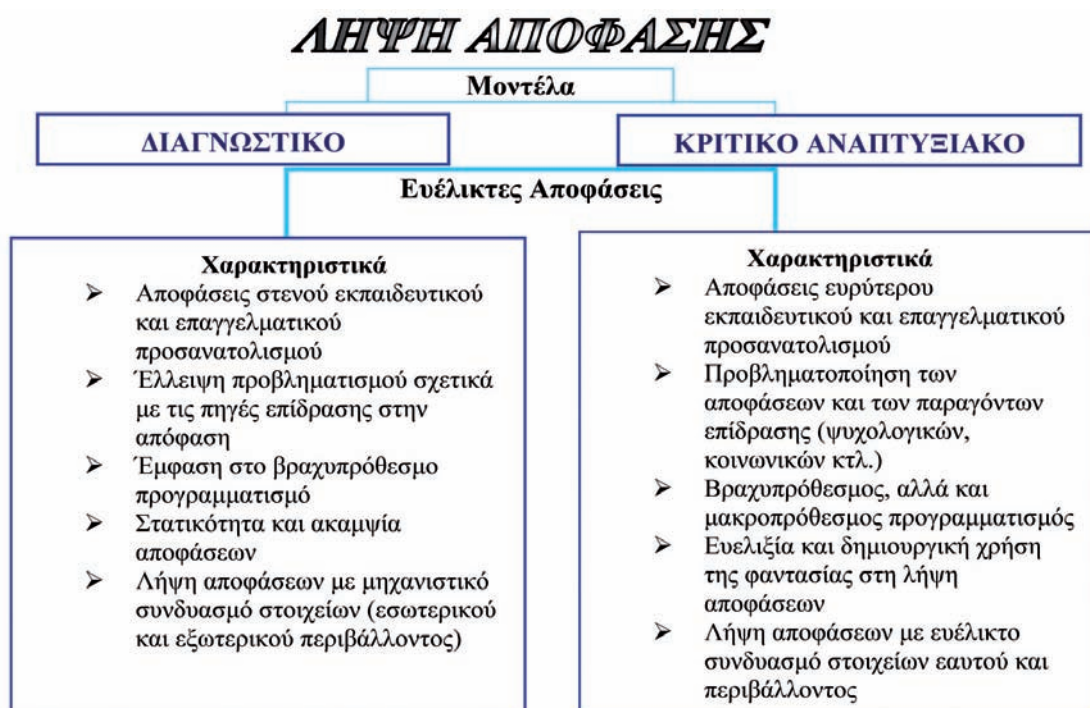 ΛΗΨΗ ΑΠΟΦΑΣΗΣ
Μοντέλα
ΔΙΑΓΝΩΣΤΙΚΟ
ΚΡΙΤΙΚΟ ΑΝΑΠΤΥΞΙΑΚΟ
Ευέλικτες Αποφάσεις
Χαρακτηριστικά
➢ Αποφάσεις στενού εκπαιδευτικού
και επαγγελματικού
προσανατολισμού
➢ Έλλειψη προβληματισμού σχετικά
με τις πηγές επίδρασης στην
απόφαση
➢ Έμφαση στο βραχυπρόθεσμο
προγραμματισμό
➢ Στατικότητα και ακαμψία
αποφάσεων
➢ Λήψη αποφάσεων με μηχανιστικό
συνδυασμό στοιχείων (εσωτερικού
και εξωτερικού περιβάλλοντος)
Χαρακτηριστικά
➢ Αποφάσεις ευρύτερου
εκπαιδευτικού και επαγγελματικού
προσανατολισμού
➢ Προβληματοποίηση των
αποφάσεων και των παραγόντων
επίδρασης (ψυχολογικών,
κοινωνικών κτλ.)
➢ Βραχυπρόθεσμος, αλλά και
μακροπρόθεσμος προγραμματισμός
➢ Ευελιξία και δημιουργική χρήση
της φαντασίας στη λήψη
αποφάσεων
➢ Λήψη αποφάσεων με ευέλικτο
συνδυασμό στοιχείων εαυτού και
περιβάλλοντος